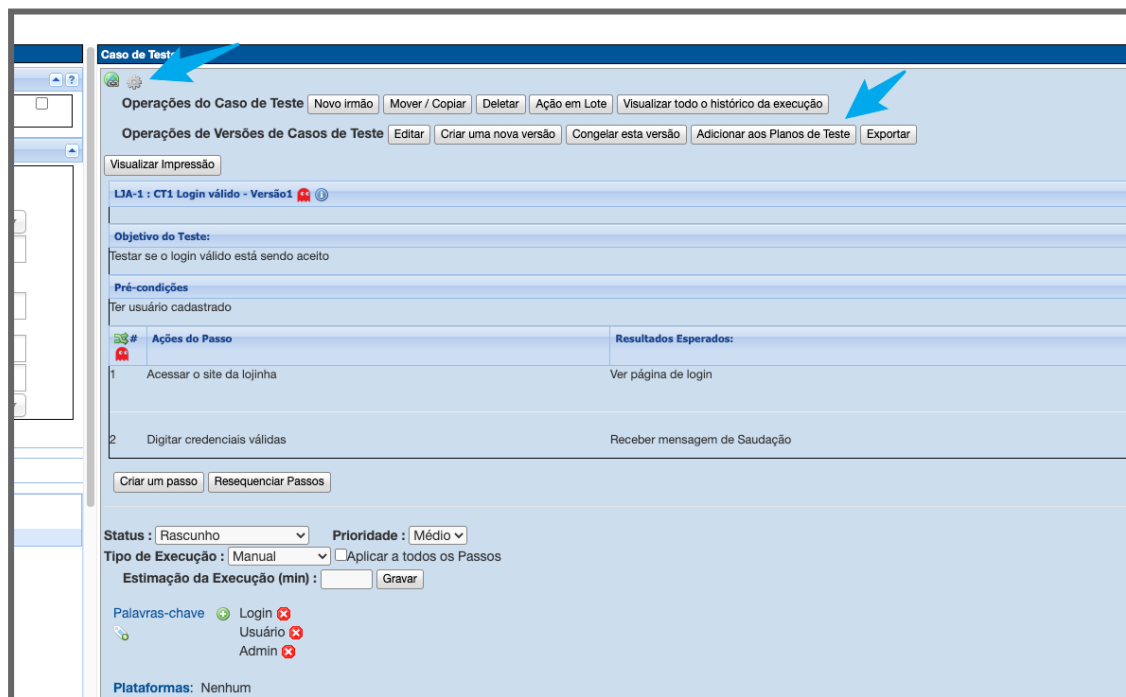 Caso de Teste
?
Operações do Caso de Teste Novo irmão Mover / Copiar Deletar Ação em Lote Visualizar todo o histórico da execução
Operações de Versões de Casos de Teste Editar Criar uma nova versão Congelar esta versão Adicionar aos Planos de Teste Exportar
Visualizar Impressão
LJA-1 : CT1 Login válido - Versão1
Objetivo do Teste:
Testar se o login válido está sendo aceito
Pré-condições
Ter usuário cadastrado
# Ações do Passo Resultados Esperados:
1 Acessar o site da lojinha Ver página de login
2 Digitar credenciais válidas Receber mensagem de Saudação
Criar um passo Resequenciar Passos
Status : Rascunho Prioridade : Médio
Tipo de Execução : Manual Aplicar a todos os Passos
Estimação da Execução (min) : Gravar
Palavras-chave Login
Usuário
Admin
Plataformas: Nenhum